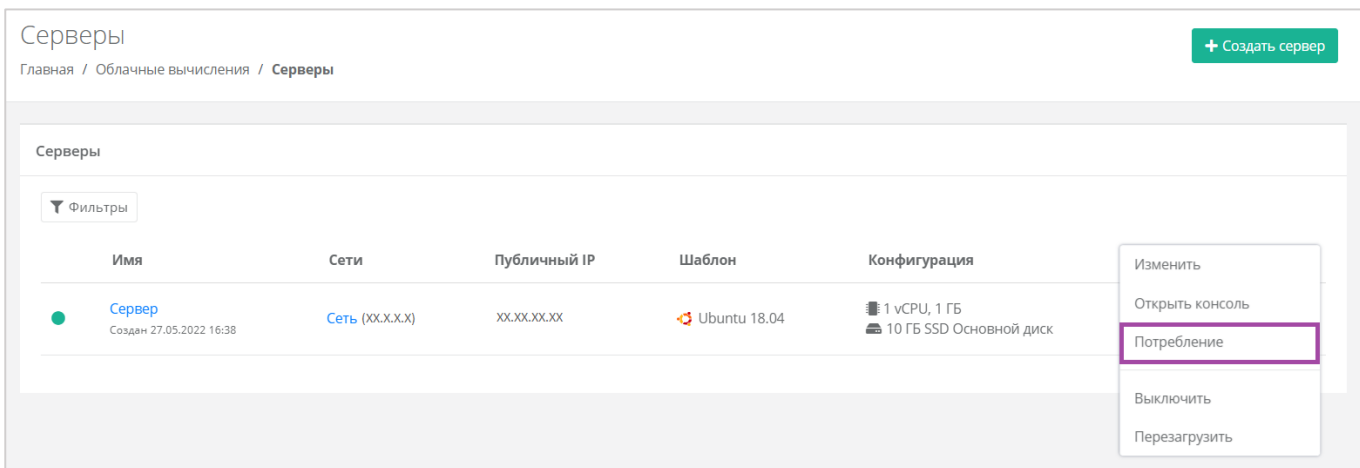 Серверы
+ Создать сервер
Главная / Облачные вычисления / Серверы
Серверы
Фильтры
Имя Сети Публичный IP Шаблон Конфигурация
Сервер
Создан 27.05.2022 16:38
Сеть (XX.X.X.X)
XX.XX.XX.XX
Ubuntu 18.04
1 vCPU, 1 ГБ
10 ГБ SSD Основной диск
Изменить
Открыть консоль
Потребление
Выключить
Перезагрузить